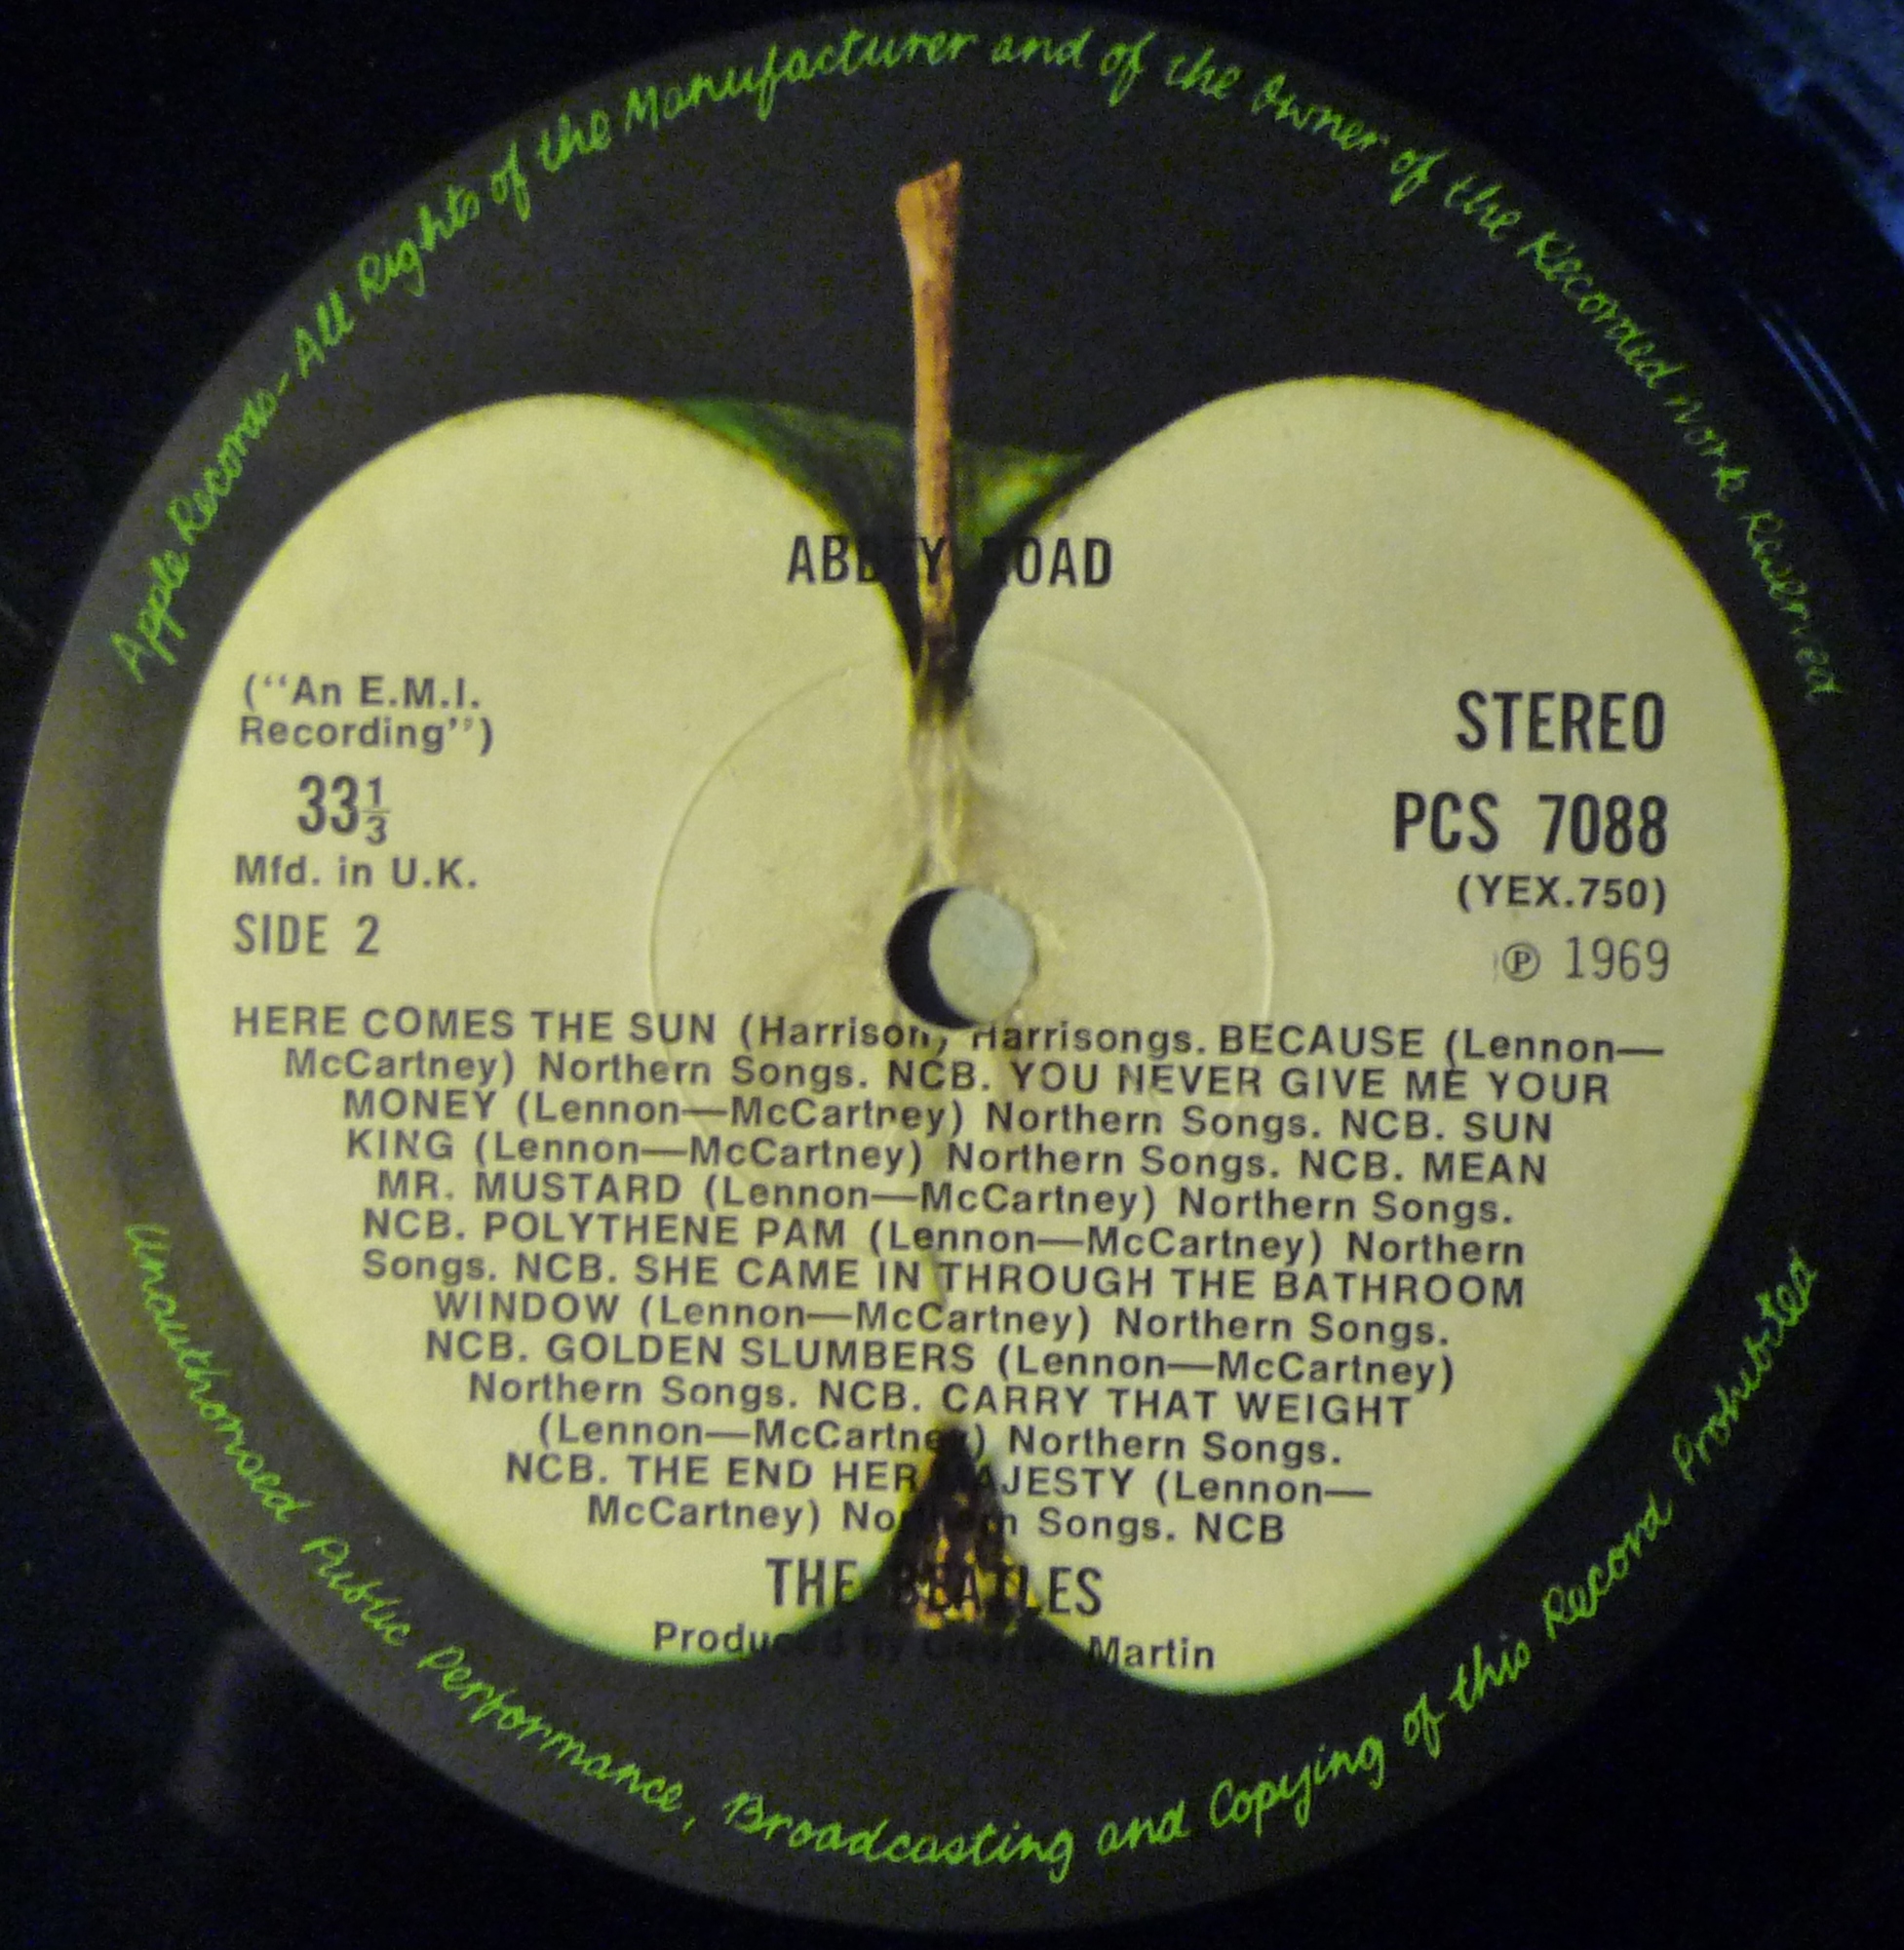 Apple Records - All Rights of the Manufacturer and of the Owner of the Recorded Work Reserved
ABBEY ROAD
("An E.M.I.
Recording")
33⅓
Mfd. in U.K.
SIDE 2
STEREO
PCS 7088
(YEX.750)
℗ 1969
HERE COMES THE SUN (Harrison) Harrisongs. BECAUSE (Lennon—
McCartney) Northern Songs. NCB. YOU NEVER GIVE ME YOUR
MONEY (Lennon—McCartney) Northern Songs. NCB. SUN
KING (Lennon—McCartney) Northern Songs. NCB. MEAN
MR. MUSTARD (Lennon—McCartney) Northern Songs.
NCB. POLYTHENE PAM (Lennon—McCartney) Northern
Songs. NCB. SHE CAME IN THROUGH THE BATHROOM
WINDOW (Lennon—McCartney) Northern Songs.
NCB. GOLDEN SLUMBERS (Lennon—McCartney)
Northern Songs. NCB. CARRY THAT WEIGHT
(Lennon—McCartney) Northern Songs.
NCB. THE END HER MAJESTY (Lennon—
McCartney) Northern Songs. NCB
THE BEATLES
Produced by George Martin
Unauthorised Public Performance, Broadcasting and Copying of this Record Prohibited